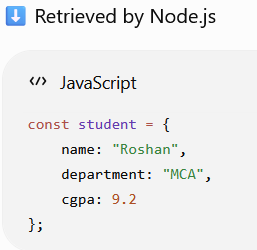 ⬇️ Retrieved by Node.js
</> JavaScript
const student = {
    name: "Roshan",
    department: "MCA",
    cgpa: 9.2
};